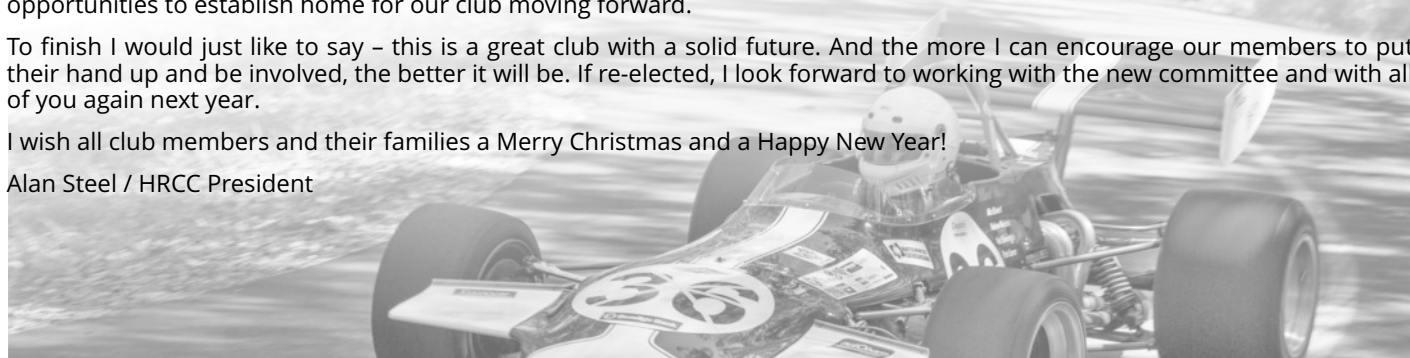 opportunities to establish home for our club moving forward.
To finish I would just like to say – this is a great club with a solid future. And the more I can encourage our members to put
their hand up and be involved, the better it will be. If re-elected, I look forward to working with the new committee and with all
of you again next year.
I wish all club members and their families a Merry Christmas and a Happy New Year!
Alan Steel / HRCC President
36